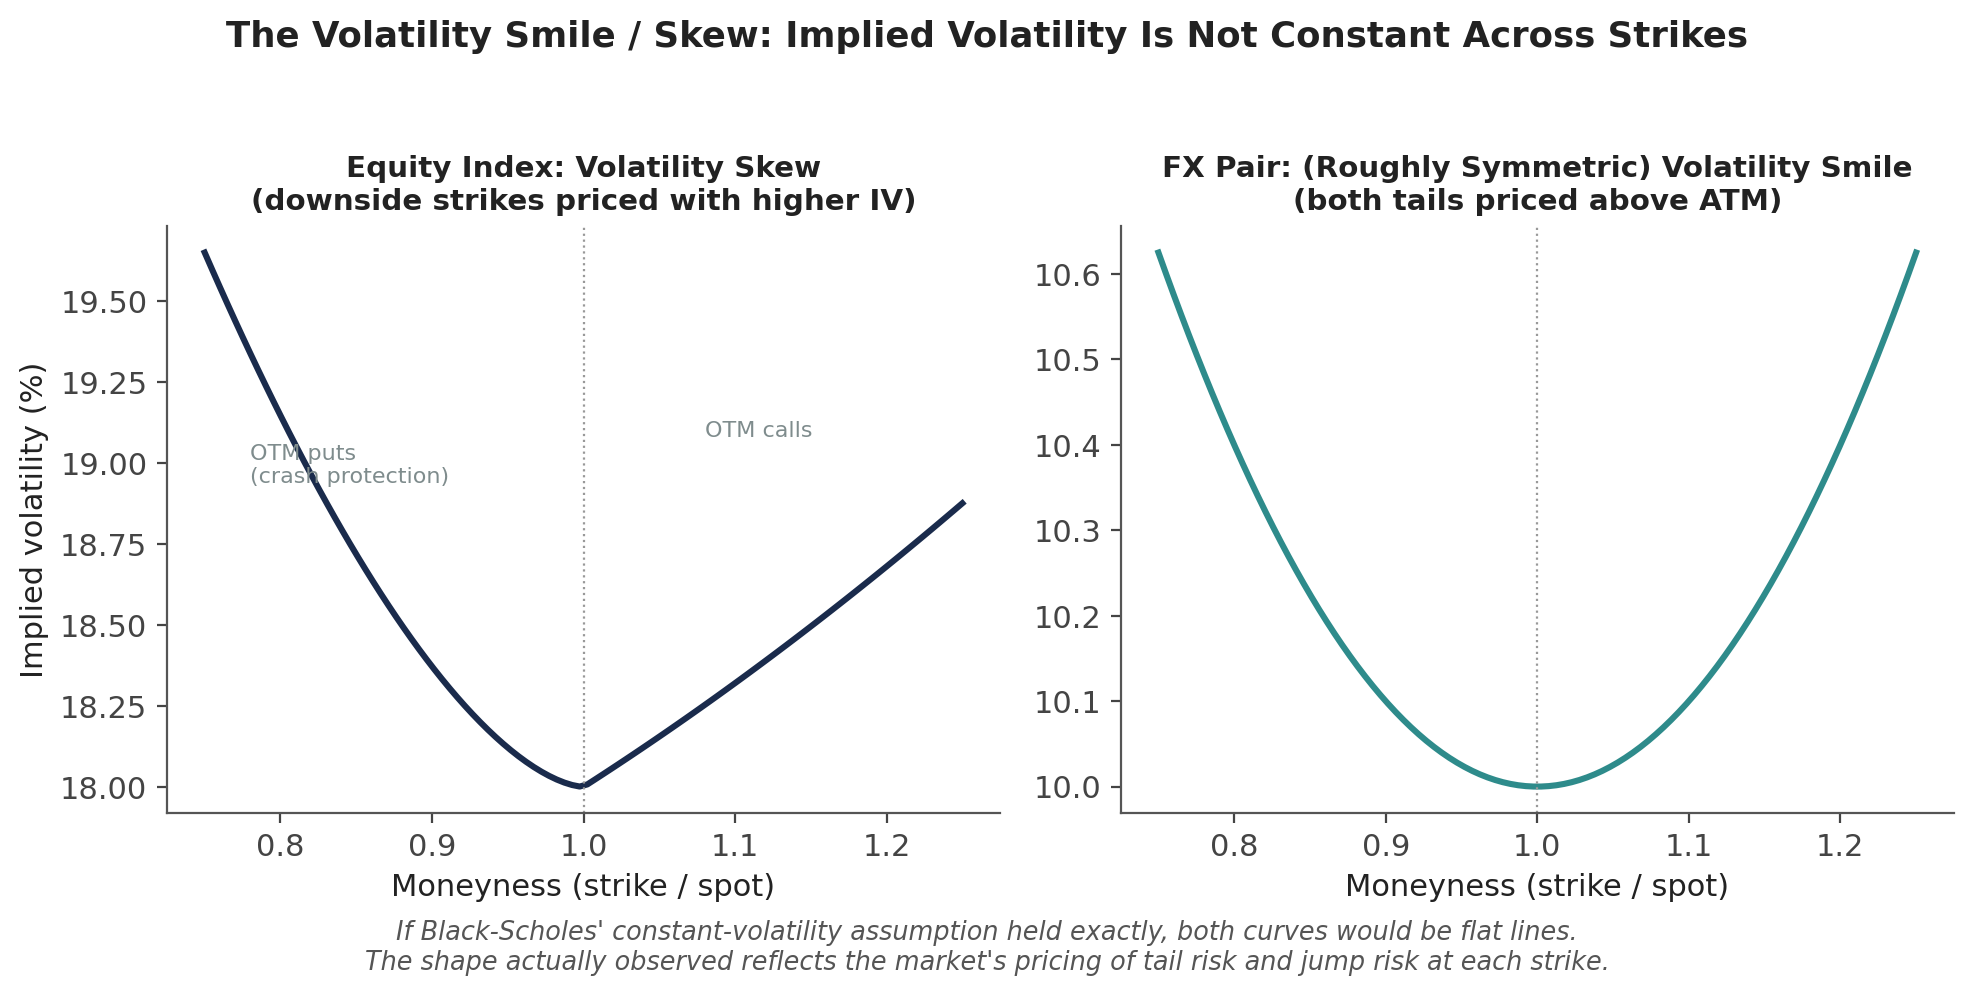 The Volatility Smile / Skew: Implied Volatility Is Not Constant Across Strikes
Equity Index: Volatility Skew
(downside strikes priced with higher IV)
Implied volatility (%)
19.50
19.25
19.00
18.75
18.50
18.25
18.00
OTM puts
(crash protection)
OTM calls
0.8
0.9
1.0
1.1
1.2
Moneyness (strike / spot)
FX Pair: (Roughly Symmetric) Volatility Smile
(both tails priced above ATM)
10.6
10.5
10.4
10.3
10.2
10.1
10.0
0.8
0.9
1.0
1.1
1.2
Moneyness (strike / spot)
If Black-Scholes' constant-volatility assumption held exactly, both curves would be flat lines.
The shape actually observed reflects the market's pricing of tail risk and jump risk at each strike.